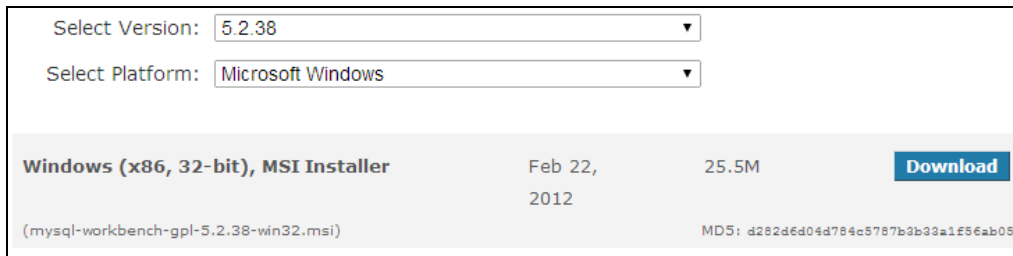 Select Version: 5.2.38
Select Platform: Microsoft Windows
Windows (x86, 32-bit), MSI Installer Feb 22, 25.5M Download
2012
(mysql-workbench-gpl-5.2.38-win32.msi) MD5: d282d6d04d784c5787b3b33a1f56ab05